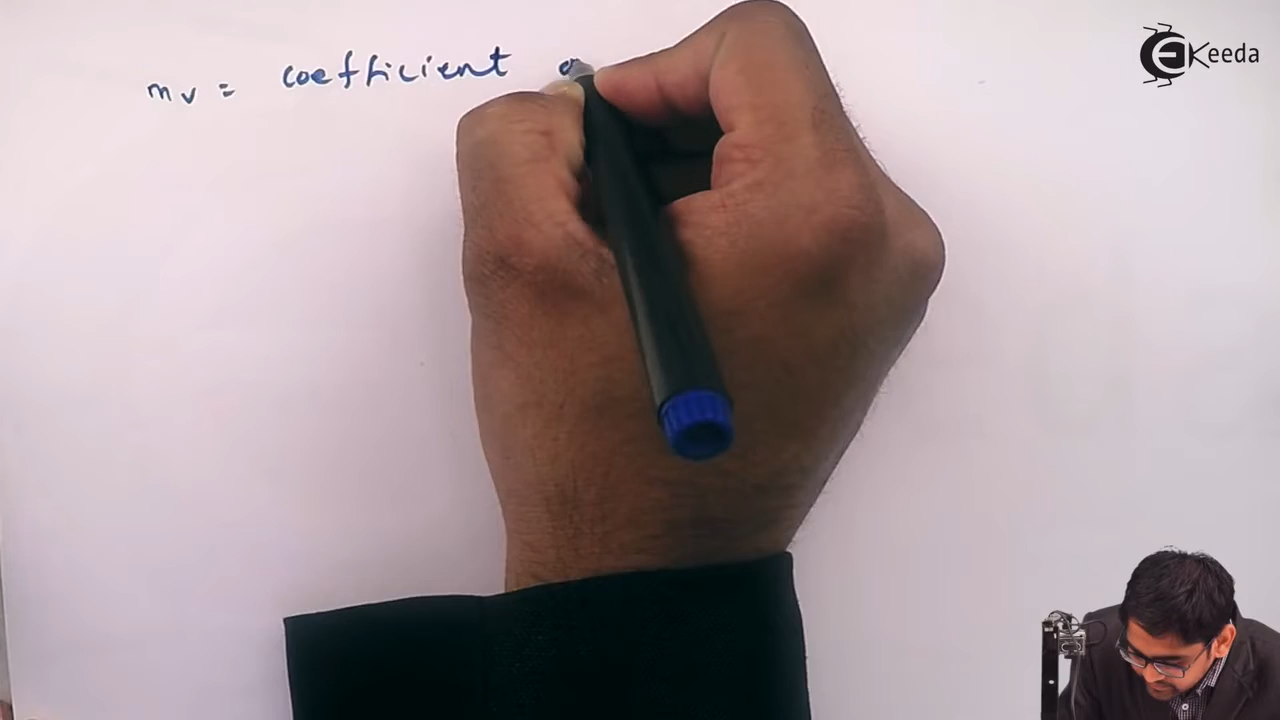 mv = coefficient o
EKeeda